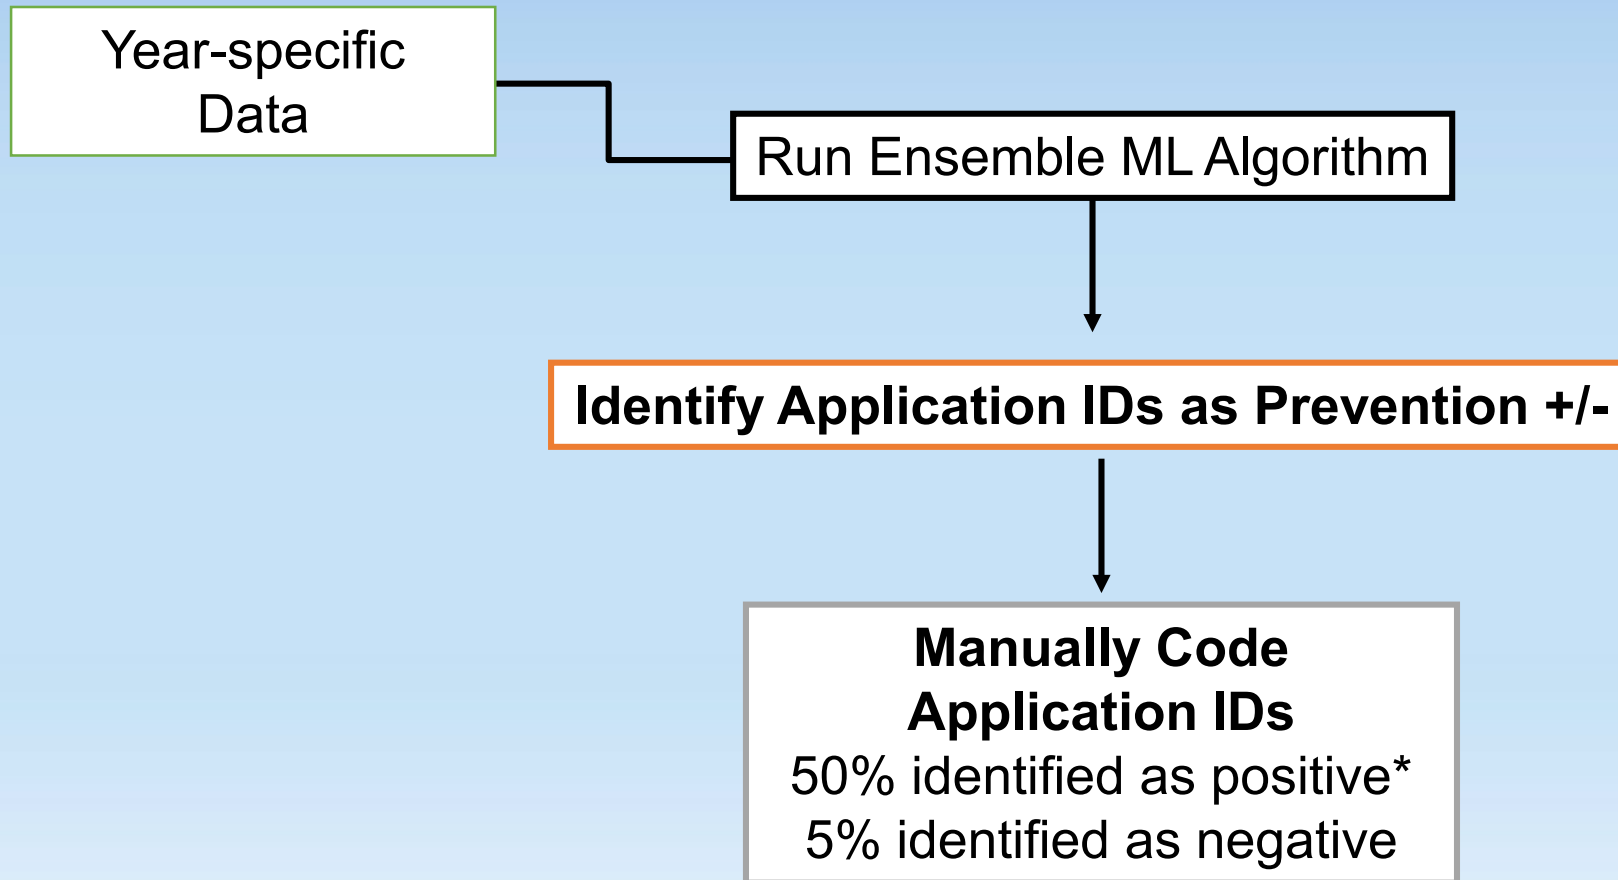 Year-specific
Data
Run Ensemble ML Algorithm
Identify Application IDs as Prevention +/-
Manually Code
Application IDs
50% identified as positive*
5% identified as negative